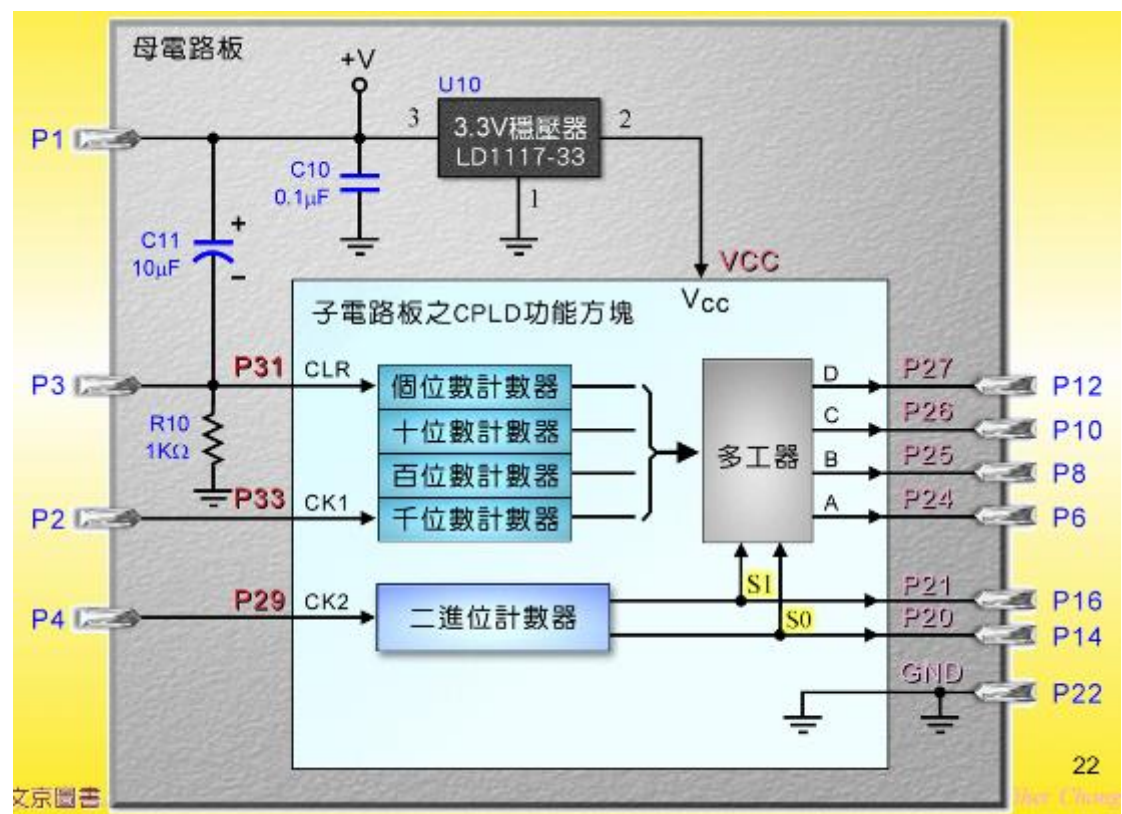 母電路板
+V
U10
P1
3
3.3V穩壓器
LD1117-33
2
1
C10
0.1μF
C11
10μF
+
−
VCC
Vcc
子電路板之CPLD功能方塊
P3
P31
CLR
R10
1KΩ
個位數計數器
十位數計數器
百位數計數器
千位數計數器
多工器
D
P27
P12
C
P26
P10
B
P25
P8
A
P24
P6
P2
P33
CK1
P4
P29
CK2
二進位計數器
S1
P21
P16
S0
P20
P14
GND
P22
22
文京圖書